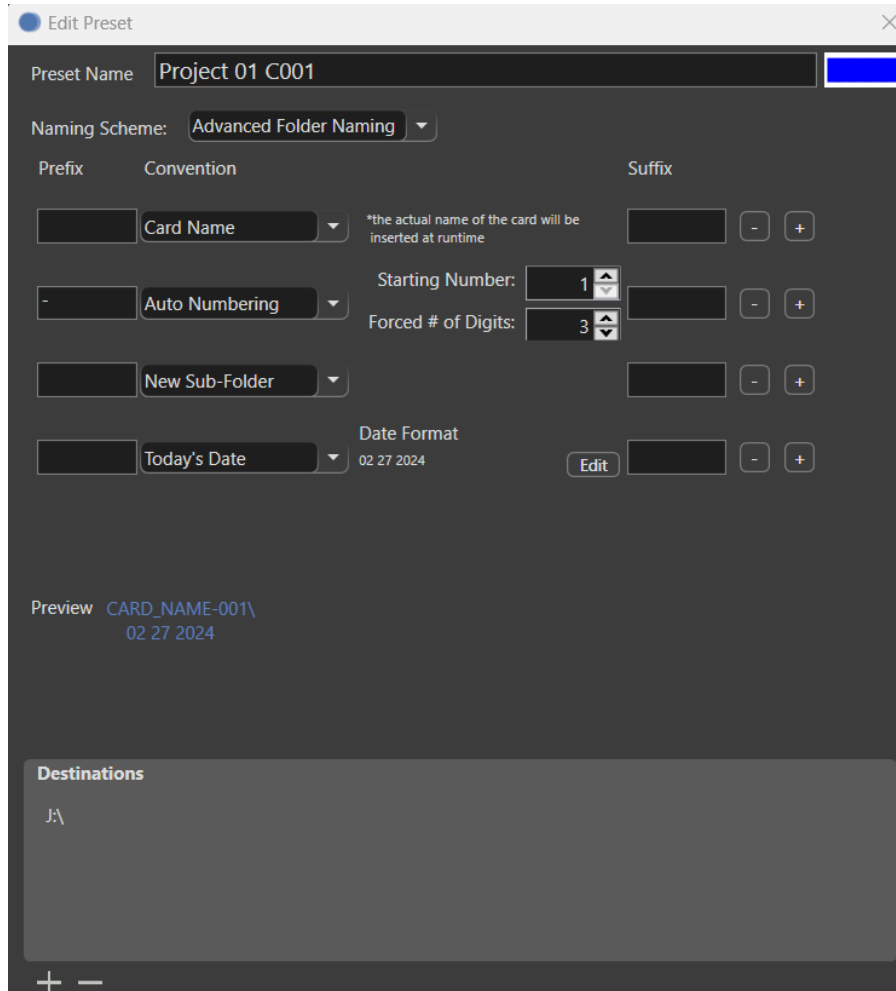 Edit Preset
Preset Name Project 01 C001
Naming Scheme: Advanced Folder Naming
Prefix Convention Suffix
Card Name *the actual name of the card will be
inserted at runtime - +
- Auto Numbering Starting Number: 1 - +
Forced # of Digits: 3
New Sub-Folder - +
Today's Date Date Format
02 27 2024 Edit - +
Preview CARD_NAME-001\
02 27 2024
Destinations
J:\